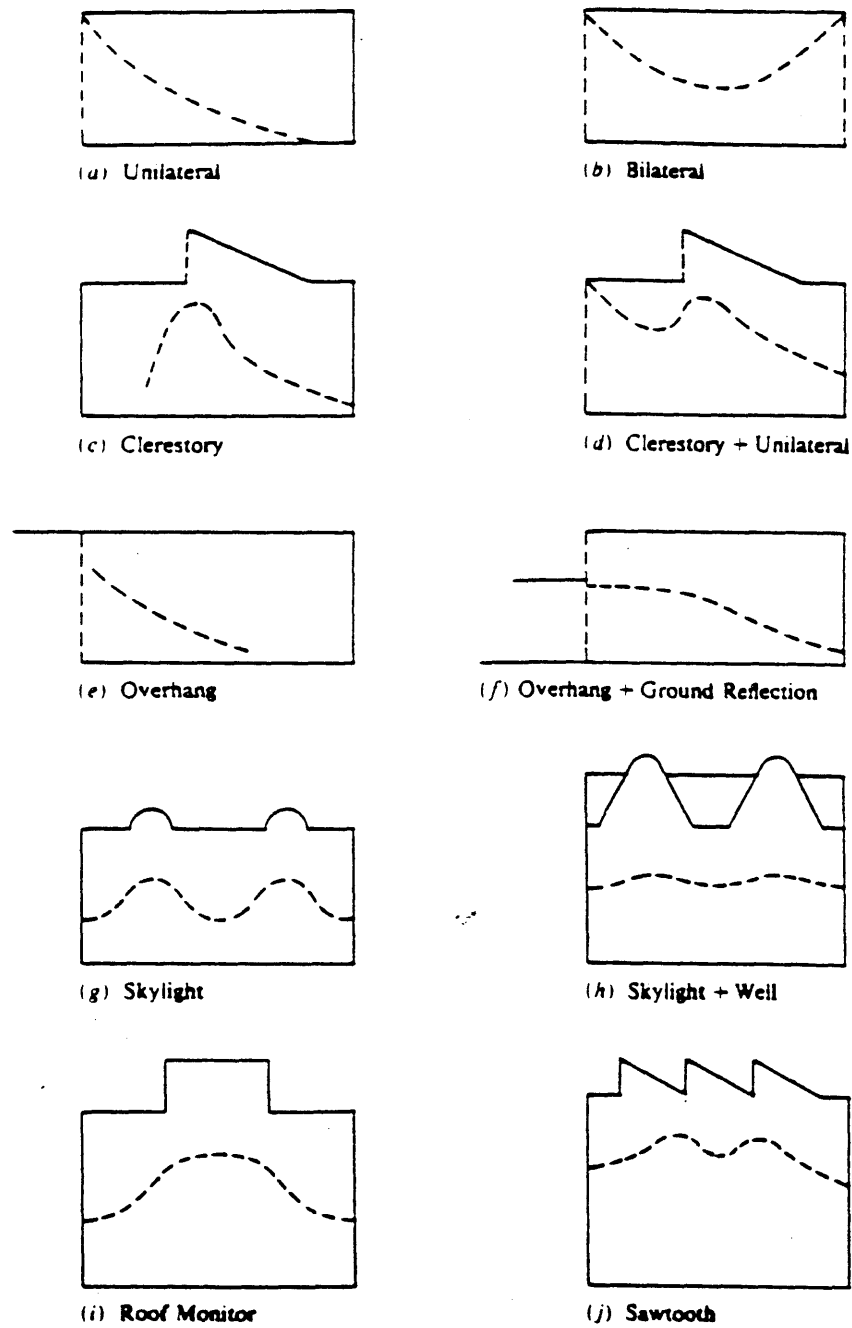 (a) Unilateral
(b) Bilateral
(c) Clerestory
(d) Clerestory + Unilateral
(e) Overhang
(f) Overhang + Ground Reflection
(g) Skylight
(h) Skylight + Well
(i) Roof Monitor
(j) Sawtooth